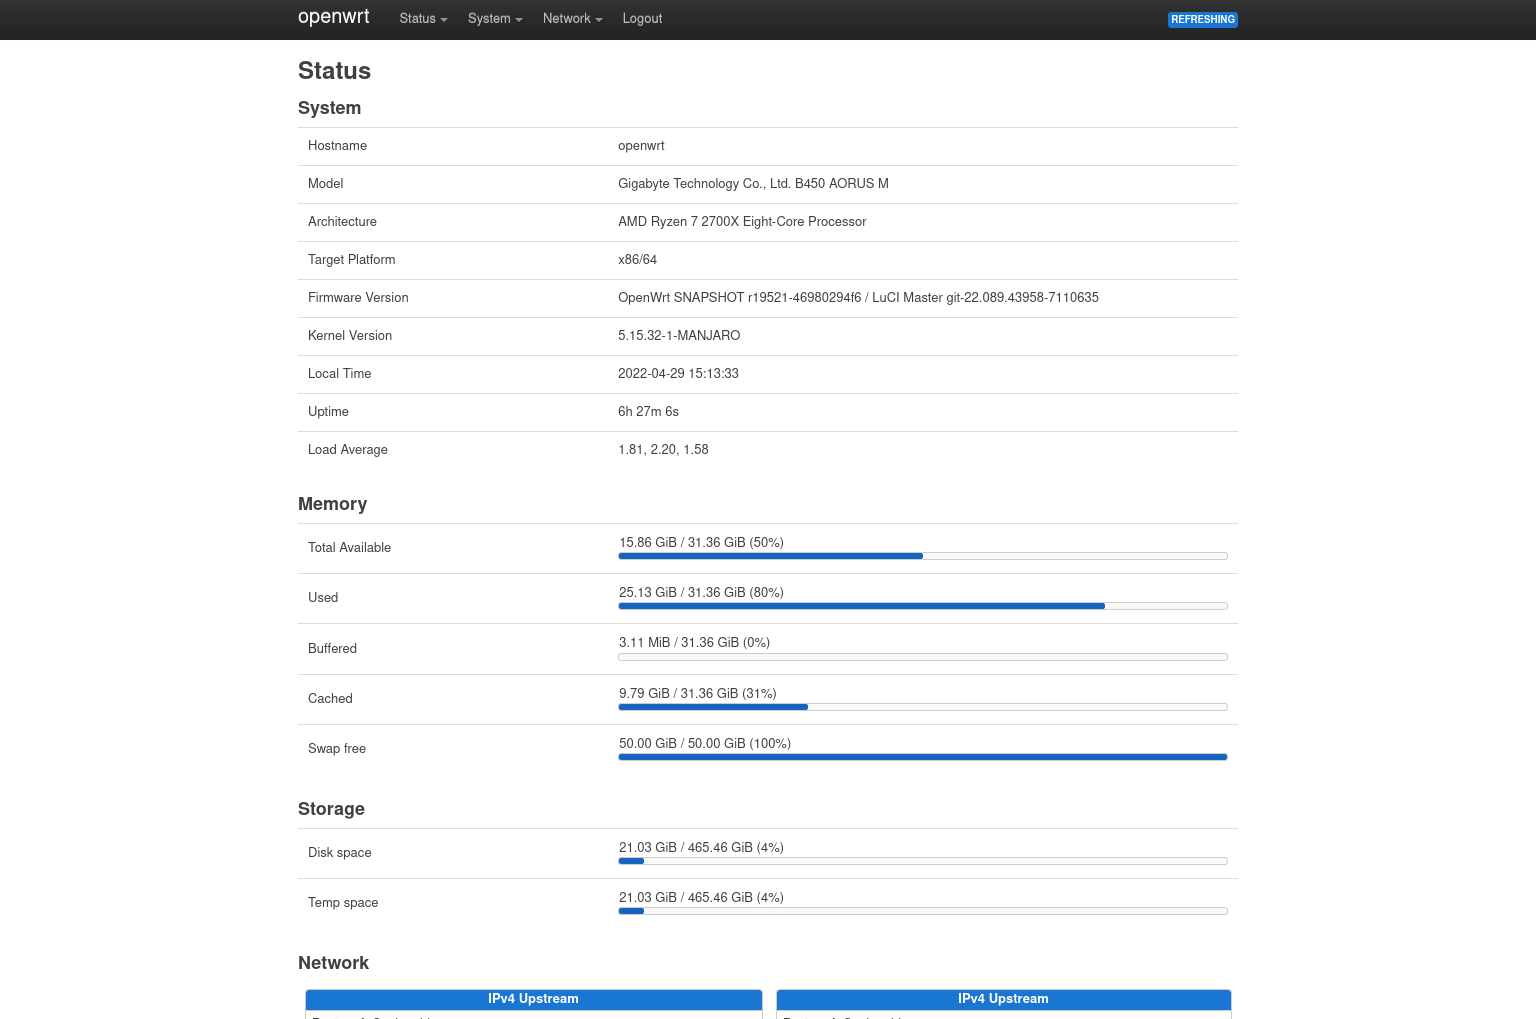 openwrt Status System Network Logout REFRESHING
Status
System
Hostname openwrt
Model Gigabyte Technology Co., Ltd. B450 AORUS M
Architecture AMD Ryzen 7 2700X Eight-Core Processor
Target Platform x86/64
Firmware Version OpenWrt SNAPSHOT r19521-46980294f6 / LuCI Master git-22.089.43958-7110635
Kernel Version 5.15.32-1-MANJARO
Local Time 2022-04-29 15:13:33
Uptime 6h 27m 6s
Load Average 1.81, 2.20, 1.58
Memory
Total Available 15.86 GiB / 31.36 GiB (50%)
Used 25.13 GiB / 31.36 GiB (80%)
Buffered 3.11 MiB / 31.36 GiB (0%)
Cached 9.79 GiB / 31.36 GiB (31%)
Swap free 50.00 GiB / 50.00 GiB (100%)
Storage
Disk space 21.03 GiB / 465.46 GiB (4%)
Temp space 21.03 GiB / 465.46 GiB (4%)
Network
IPv4 Upstream IPv4 Upstream